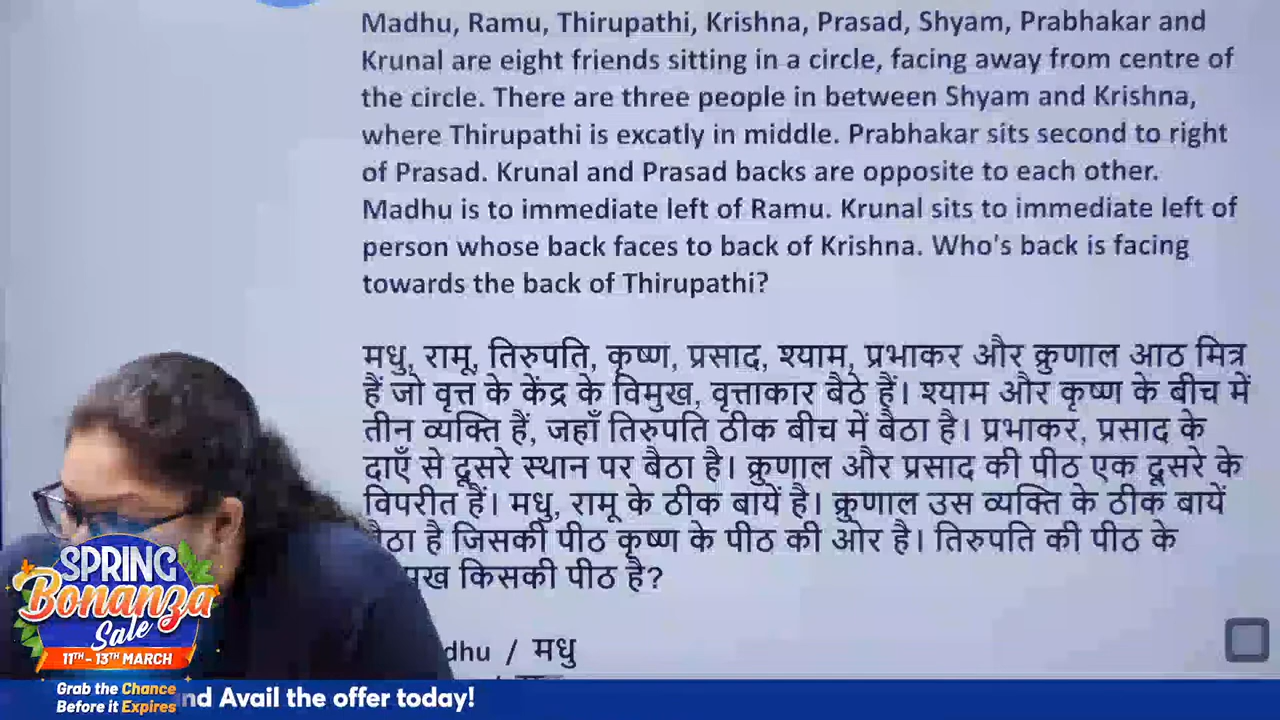 Madhu, Ramu, Thirupathi, Krishna, Prasad, Shyam, Prabhakar and
Krunal are eight friends sitting in a circle, facing away from centre of
the circle. There are three people in between Shyam and Krishna,
where Thirupathi is excatly in middle. Prabhakar sits second to right
of Prasad. Krunal and Prasad backs are opposite to each other.
Madhu is to immediate left of Ramu. Krunal sits to immediate left of
person whose back faces to back of Krishna. Who's back is facing
towards the back of Thirupathi?
मधु, रामू, तिरुपति, कृष्ण, प्रसाद, श्याम, प्रभाकर और क्रुणाल आठ मित्र
हैं जो वृत्त के केंद्र के विमुख, वृत्ताकार बैठे हैं। श्याम और कृष्ण के बीच में
तीन व्यक्ति हैं, जहाँ तिरुपति ठीक बीच में बैठा है। प्रभाकर, प्रसाद के
दाएँ से दूसरे स्थान पर बैठा है। क्रुणाल और प्रसाद की पीठ एक दूसरे के
विपरीत हैं। मधु, रामू के ठीक बायें है। क्रुणाल उस व्यक्ति के ठीक बायें
है जिसकी पीठ कृष्ण के पीठ की ओर है। तिरुपति की पीठ के
किसकी पीठ है?
/ मधु
SPRING
Bonanza
Sale
11TH - 13TH MARCH
Grab the Chance
Before it Expires
Avail the offer today!